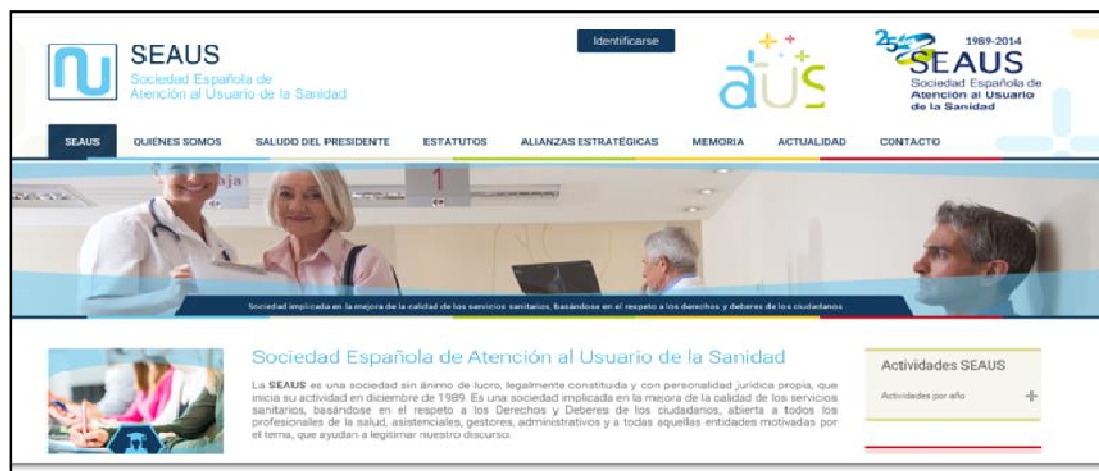 SEAUS
Sociedad Española de
Atención al Usuario de la Sanidad
Identificarse
aus
25
1989-2014
SEAUS
Sociedad Española de
Atención al Usuario
de la Sanidad
SEAUS QUIÉNES SOMOS SALUDO DEL PRESIDENTE ESTATUTOS ALIANZAS ESTRATÉGICAS MEMORIA ACTUALIDAD CONTACTO
aja
1
Sociedad implicada en la mejora de la calidad de los servicios sanitarios, basándose en el respeto a los derechos y deberes de los ciudadanos
Sociedad Española de Atención al Usuario de la Sanidad
La SEAUS es una sociedad sin ánimo de lucro, legalmente constituida y con personalidad jurídica propia, que
inicia su actividad en diciembre de 1989. Es una sociedad implicada en la mejora de la calidad de los servicios
sanitarios, basándose en el respeto a los Derechos y Deberes de los ciudadanos, abierta a todos los
profesionales de la salud, asistenciales, gestores, administrativos y a todas aquellas entidades motivadas por
el tema, que ayudan a legitimar nuestro discurso.
Actividades SEAUS
Actividades por año